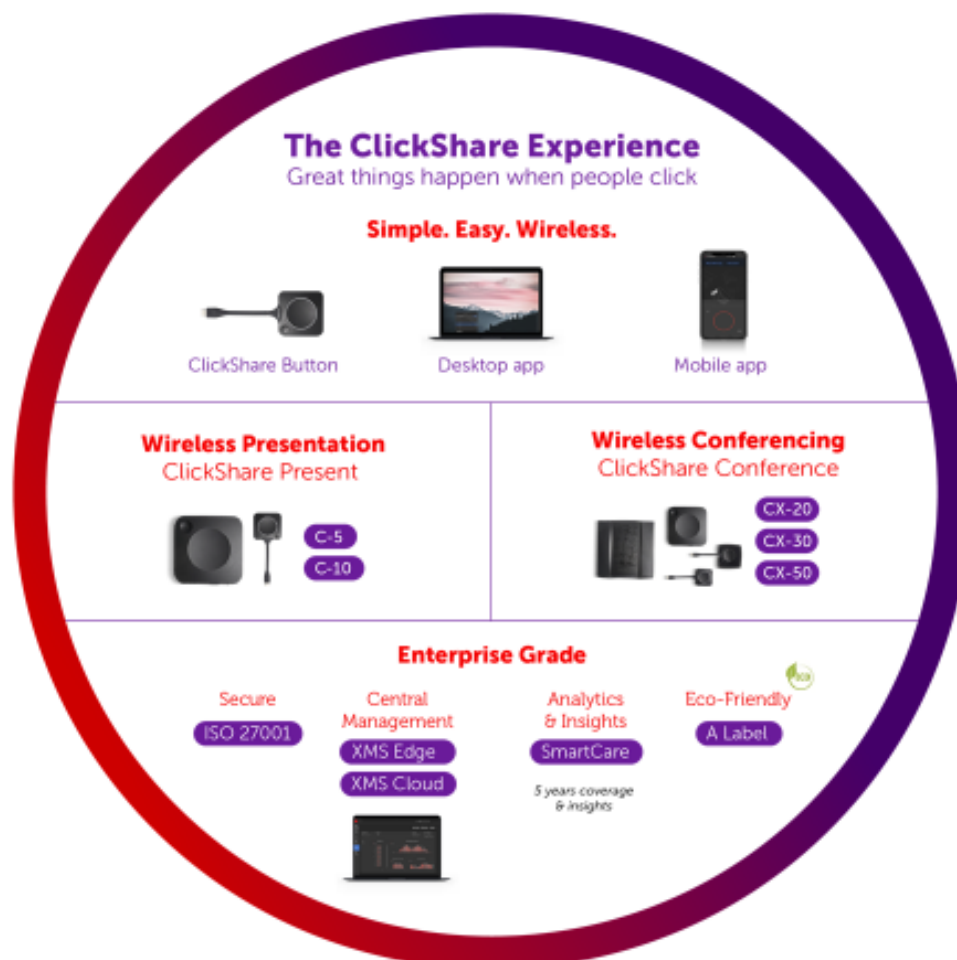 The ClickShare Experience
Great things happen when people click
Simple. Easy. Wireless.
ClickShare Button
Desktop app
Mobile app
Wireless Presentation
ClickShare Present
C-5
C-10
Wireless Conferencing
ClickShare Conference
CX-20
CX-30
CX-50
Enterprise Grade
Secure
ISO 27001
Central
Management
XMS Edge
XMS Cloud
Analytics
& Insights
SmartCare
5 years coverage
& insights
Eco-Friendly
eco
A Label